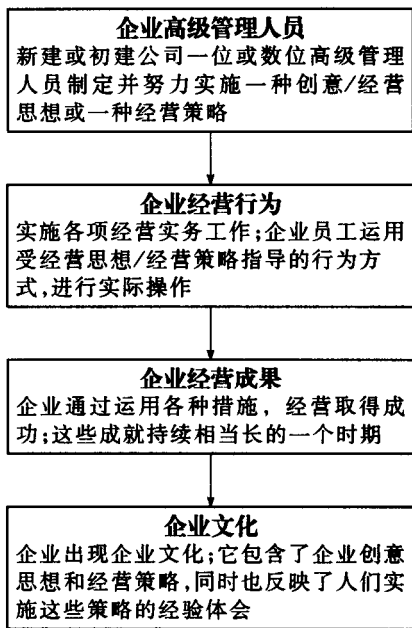 企业高级管理人员
新建或初建公司一位或数位高级管理
人员制定并努力实施一种创意/经营
思想或一种经营策略
企业经营行为
实施各项经营实务工作;企业员工运用
受经营思想/经营策略指导的行为方
式,进行实际操作
企业经营成果
企业通过运用各种措施，经营取得成
功;这些成就持续相当长的一个时期
企业文化
企业出现企业文化;它包含了企业创意
思想和经营策略,同时也反映了人们实
施这些策略的经验体会